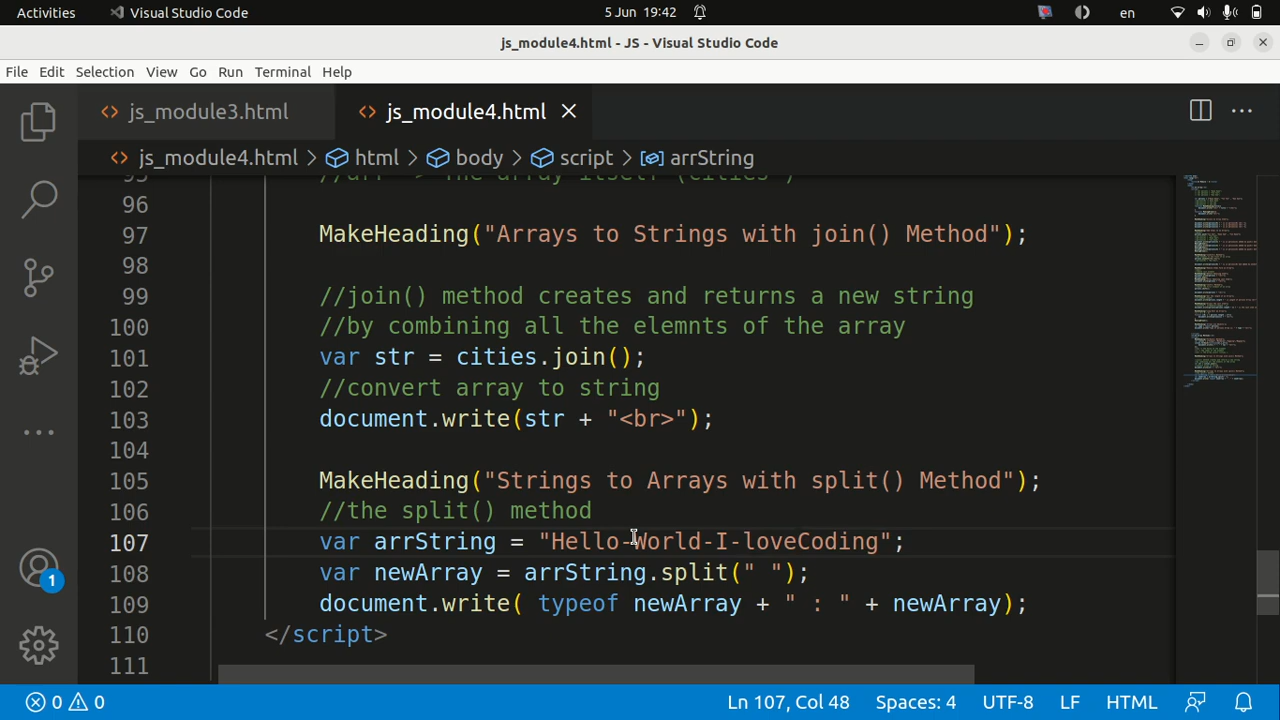 Activities Visual Studio Code 5 Jun 19:42 en
js_module4.html - JS - Visual Studio Code
File Edit Selection View Go Run Terminal Help
js_module3.html js_module4.html
js_module4.html > html > body > script > arrString
95 //arr -> The array itself (cities )
96
97 MakeHeading("Arrays to Strings with join() Method");
98
99 //join() method creates and returns a new string
100 //by combining all the elemnts of the array
101 var str = cities.join();
102 //convert array to string
103 document.write(str + "<br>");
104
105 MakeHeading("Strings to Arrays with split() Method");
106 //the split() method
107 var arrString = "Hello-World-I-loveCoding";
108 var newArray = arrString.split(" ");
109 document.write( typeof newArray + " : " + newArray);
110 </script>
111
1
0 0 Ln 107, Col 48 Spaces: 4 UTF-8 LF HTML